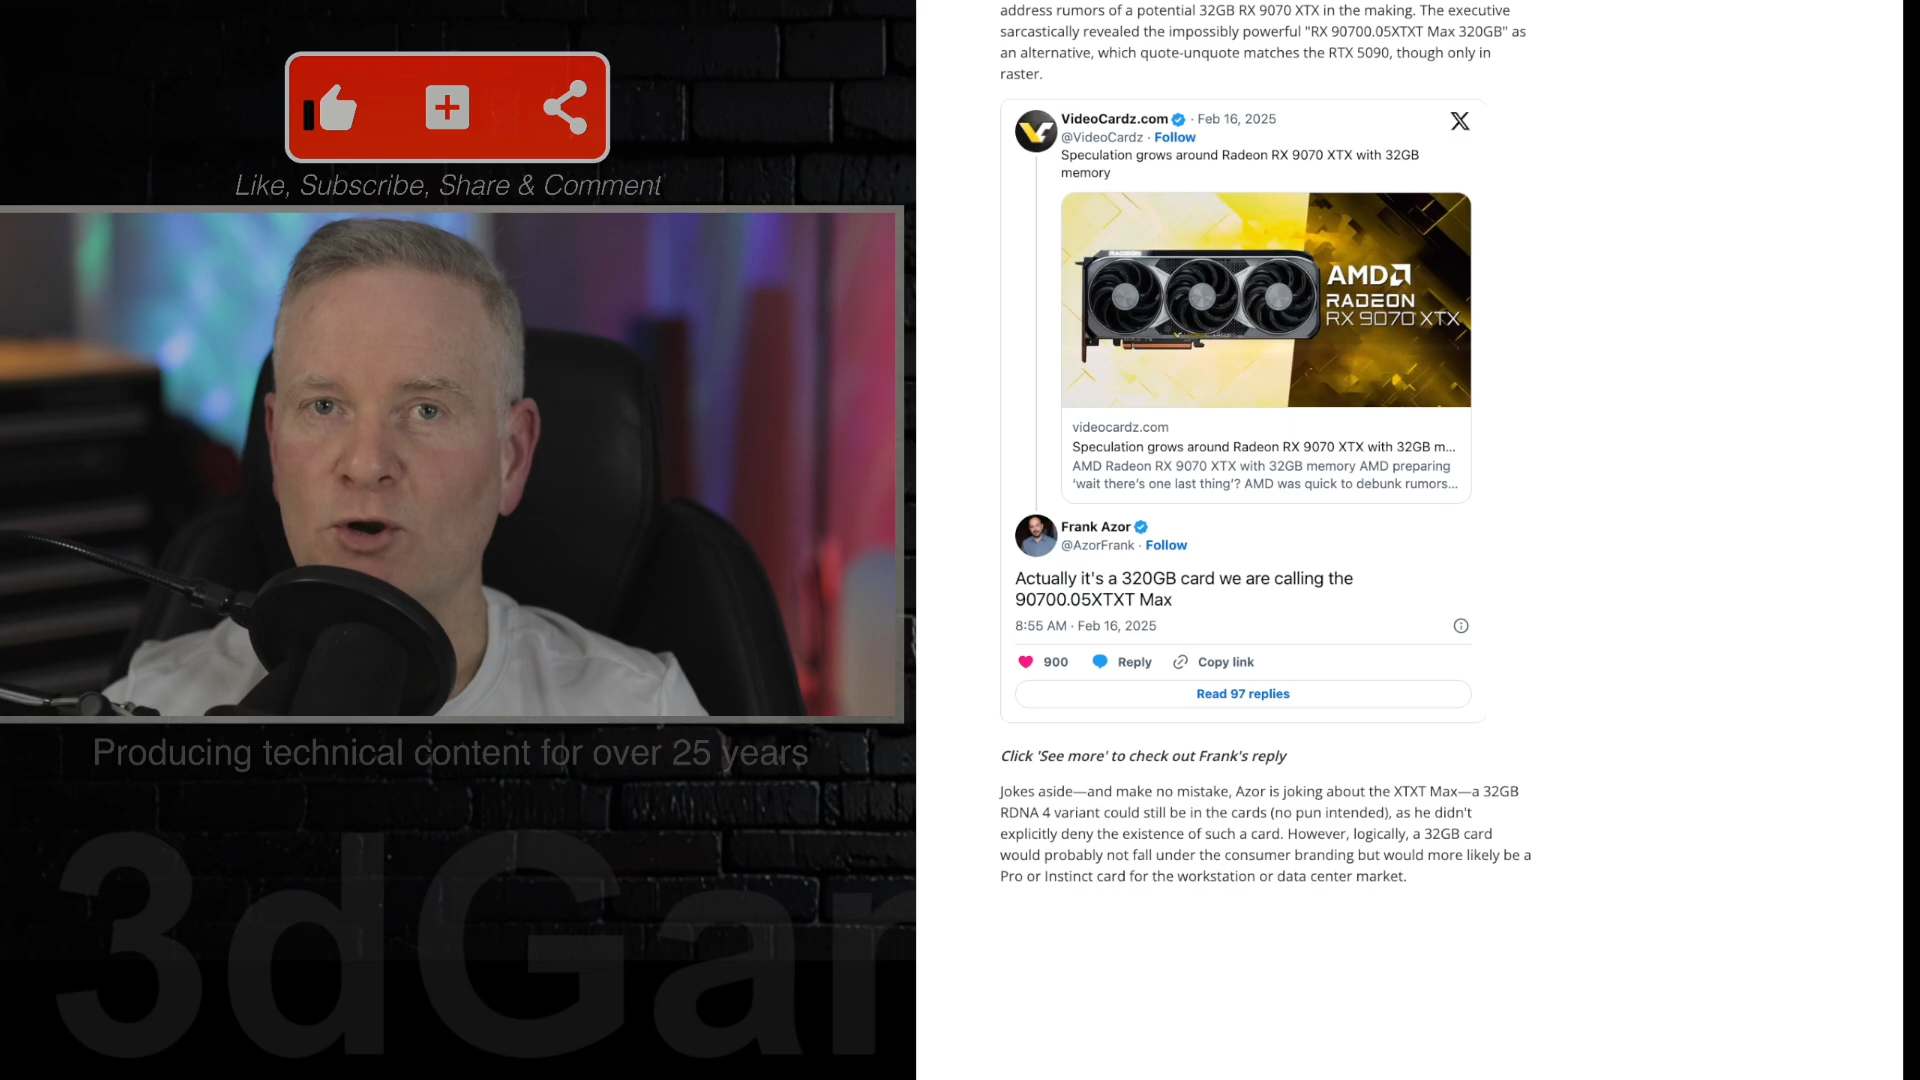 Like, Subscribe, Share & Comment
Producing technical content for over 25 years
3dGa
address rumors of a potential 32GB RX 9070 XTX in the making. The executive
sarcastically revealed the impossibly powerful "RX 90700.05XTXT Max 320GB" as
an alternative, which quote-unquote matches the RTX 5090, though only in
raster.
VideoCardz.com · Feb 16, 2025
@VideoCardz · Follow
Speculation grows around Radeon RX 9070 XTX with 32GB
memory
RADEON
AMD
RADEON
RX 9070 XTX
videocardz.com
Speculation grows around Radeon RX 9070 XTX with 32GB m...
AMD Radeon RX 9070 XTX with 32GB memory AMD preparing
‘wait there’s one last thing’? AMD was quick to debunk rumors...
Frank Azor
@AzorFrank · Follow
Actually it's a 320GB card we are calling the
90700.05XTXT Max
8:55 AM · Feb 16, 2025
900 Reply Copy link
Read 97 replies
Click 'See more' to check out Frank's reply
Jokes aside—and make no mistake, Azor is joking about the XTXT Max—a 32GB
RDNA 4 variant could still be in the cards (no pun intended), as he didn't
explicitly deny the existence of such a card. However, logically, a 32GB card
would probably not fall under the consumer branding but would more likely be a
Pro or Instinct card for the workstation or data center market.